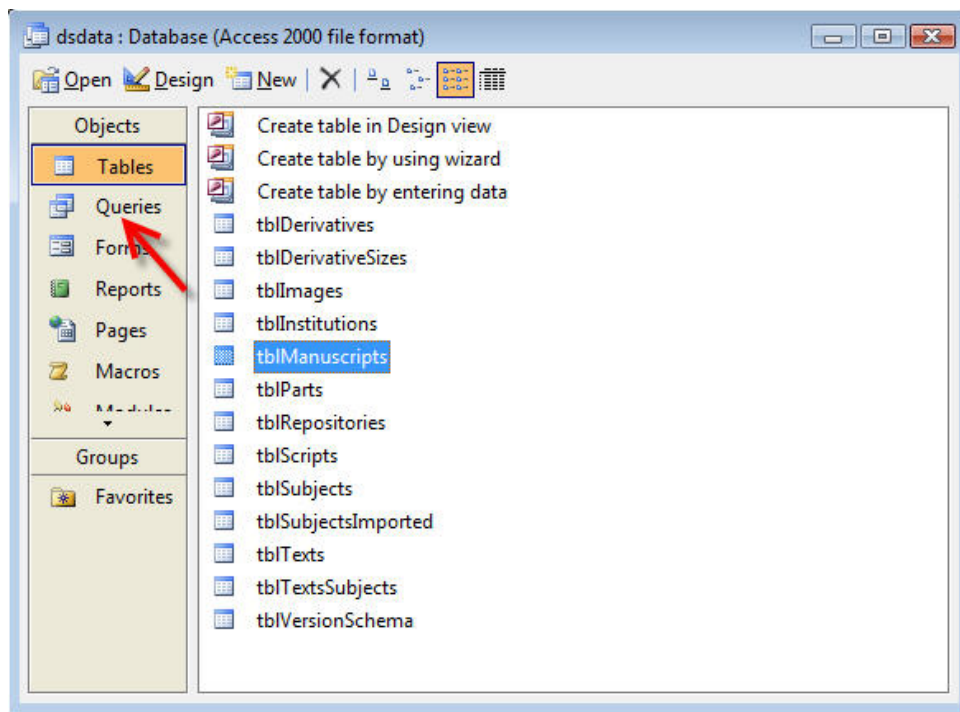 dsdata : Database (Access 2000 file format)
Open Design New
Objects
Tables
Queries
Forms
Reports
Pages
Macros
Modules
Groups
Favorites
Create table in Design view
Create table by using wizard
Create table by entering data
tblDerivatives
tblDerivativeSizes
tblImages
tblInstitutions
tblManuscripts
tblParts
tblRepositories
tblScripts
tblSubjects
tblSubjectsImported
tblTexts
tblTextsSubjects
tblVersionSchema